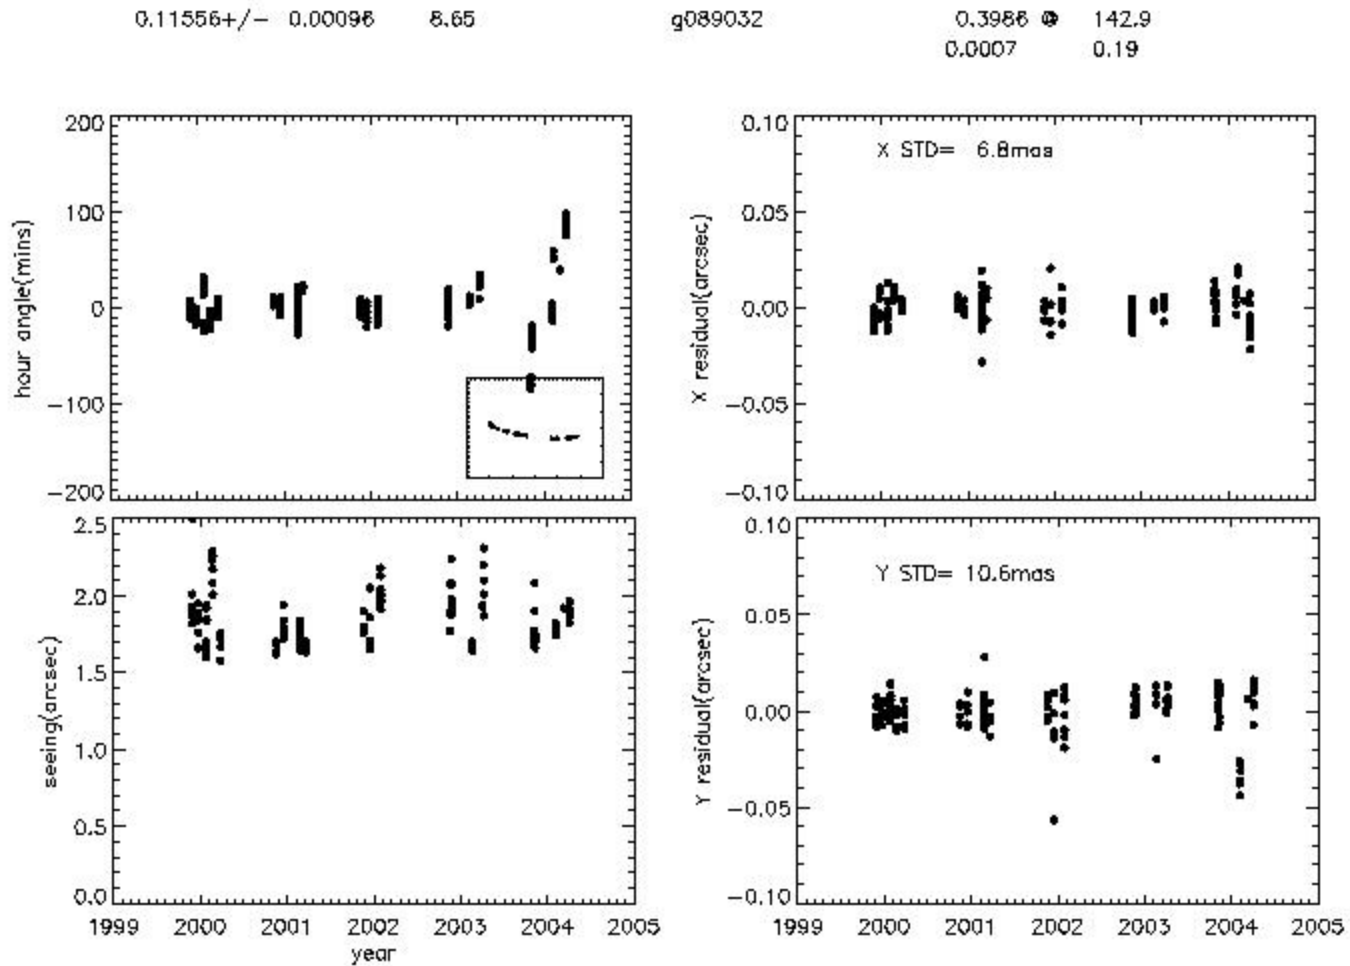 0.11556+/- 0.00096 8.65 g089032 0.3986 @ 142.9
0.0007 0.19
200
100
0
-100
-200
hour angle(mins)
0.10
0.05
0.00
-0.05
-0.10
X residual(arcsec)
X STD= 6.8mas
2.5
2.0
1.5
1.0
0.5
0.0
seeing(arcsec)
1999 2000 2001 2002 2003 2004 2005
year
0.10
0.05
0.00
-0.05
-0.10
Y residual(arcsec)
Y STD= 10.6mas
1999 2000 2001 2002 2003 2004 2005